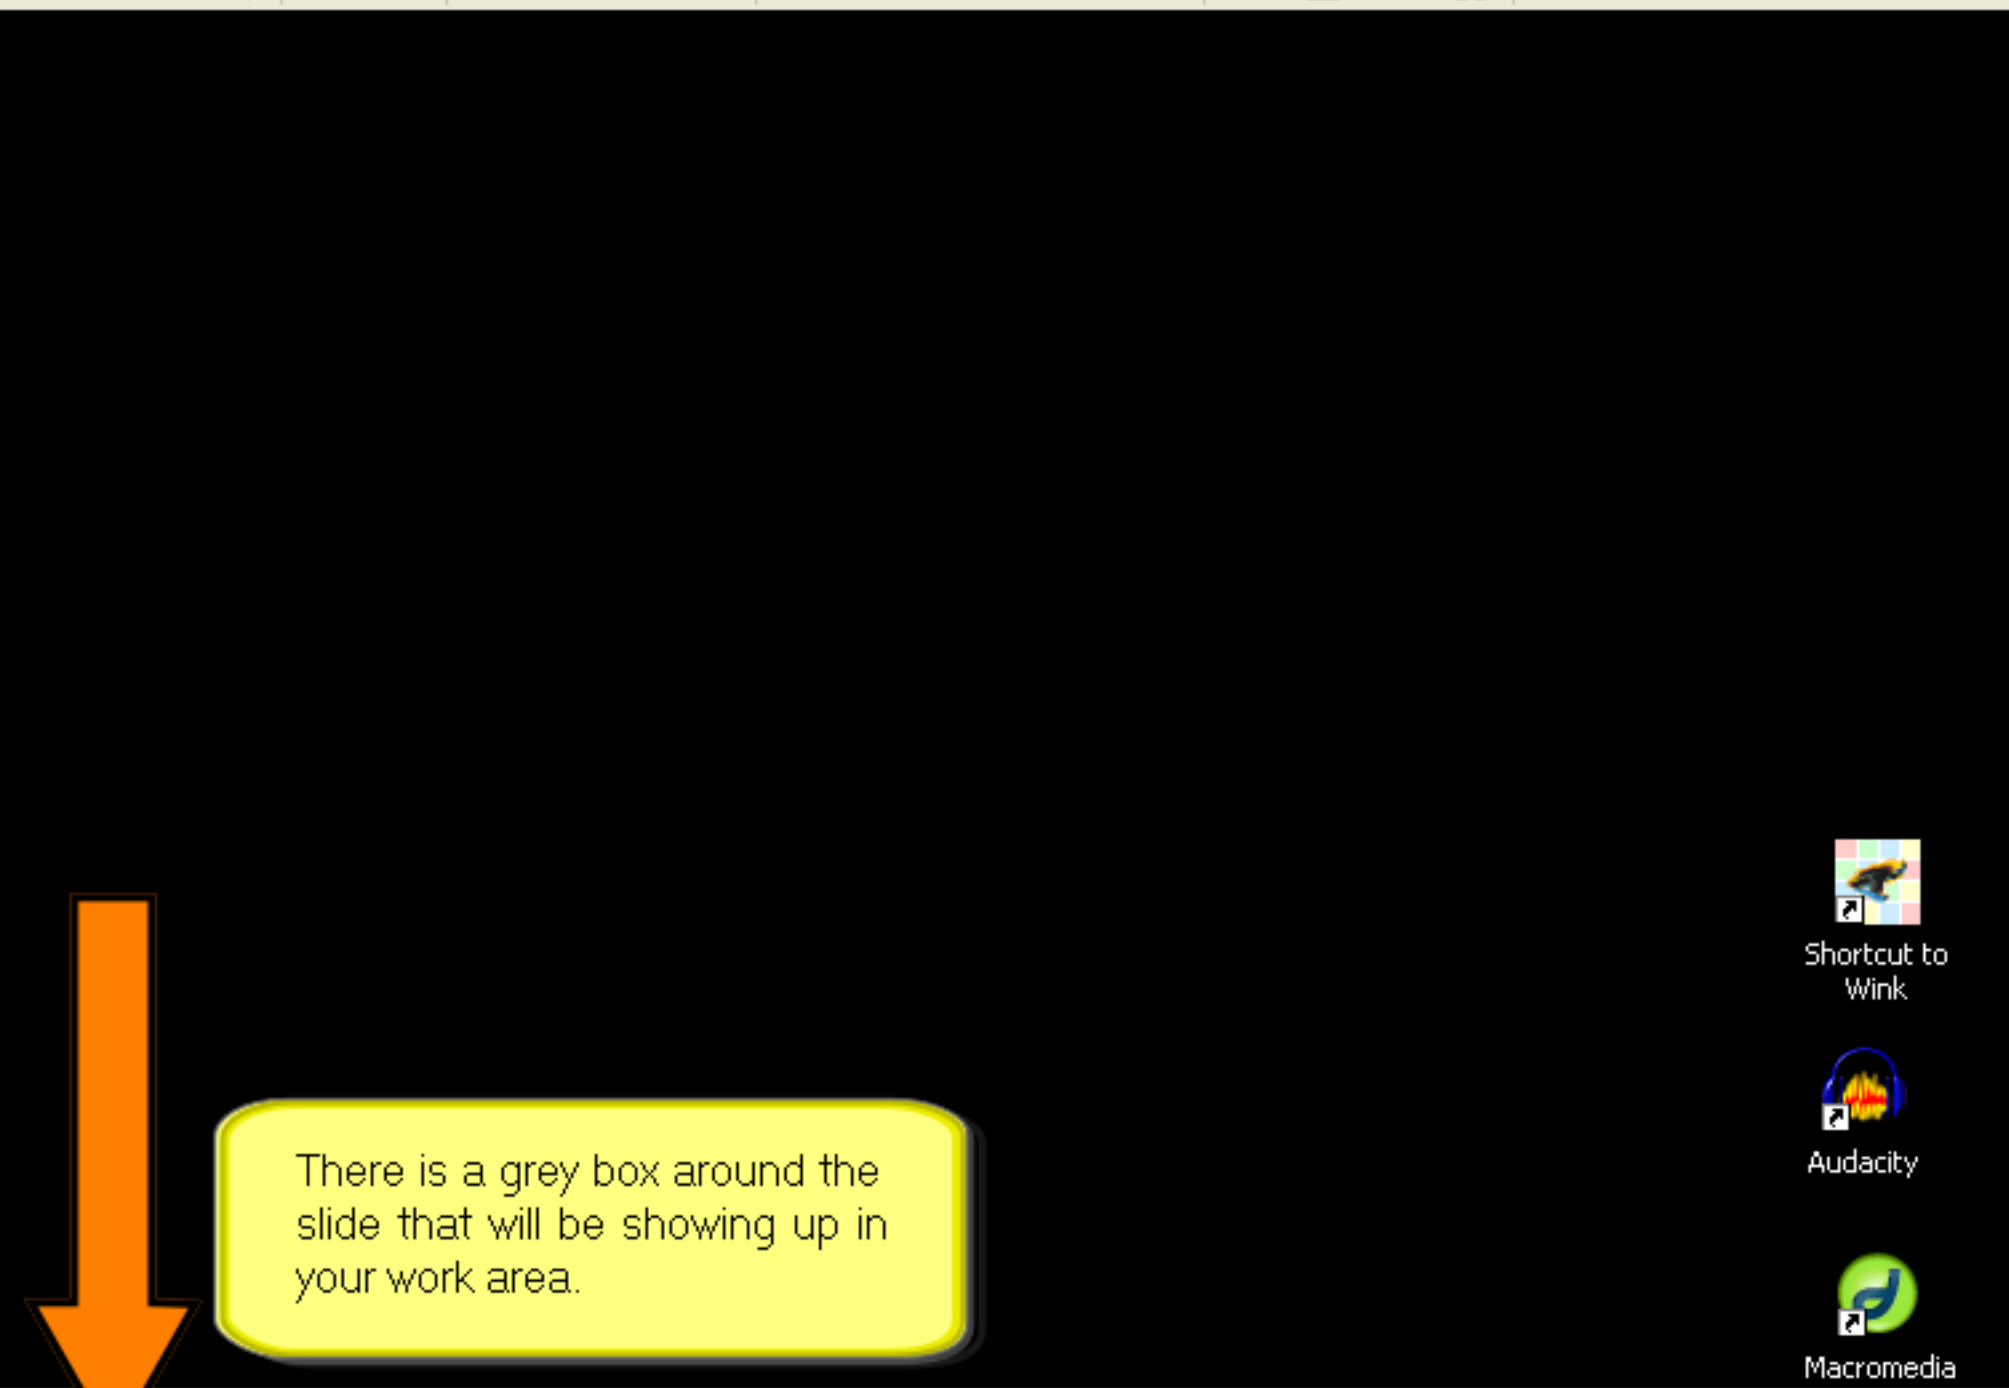 Shortcut to
Wink
Audacity
There is a grey box around the
slide that will be showing up in
your work area.
Macromedia